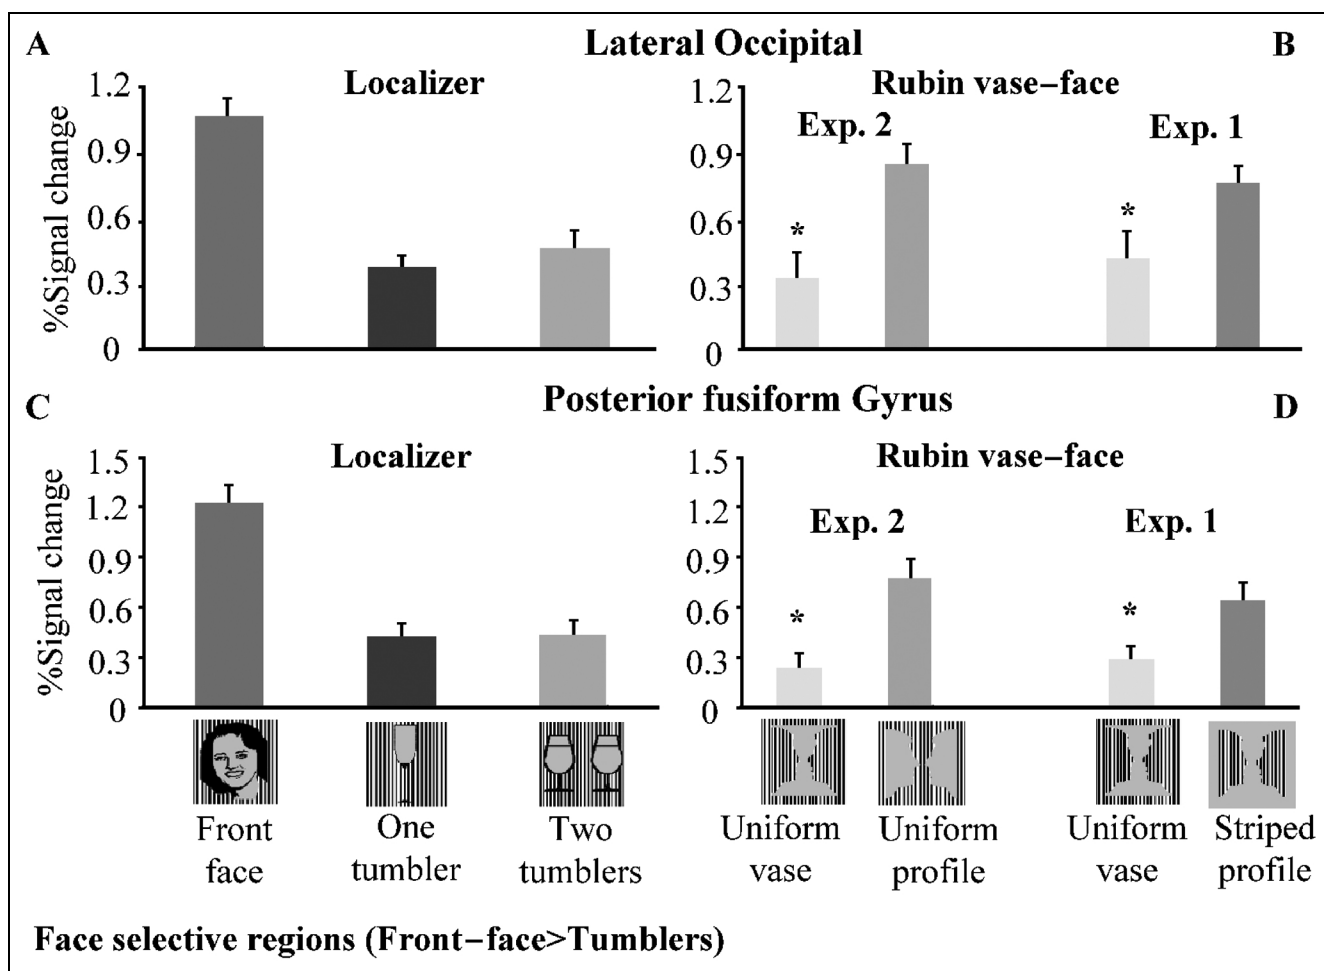 A
Lateral Occipital
B
Localizer
Rubin vase−face
Exp. 2
Exp. 1
%Signal change
1.2
0.9
0.6
0.3
0
1.2
0.9
0.6
0.3
0
*
*
C
Posterior fusiform Gyrus
D
Localizer
Rubin vase−face
Exp. 2
Exp. 1
%Signal change
1.5
1.2
0.9
0.6
0.3
0
1.5
1.2
0.9
0.6
0.3
0
*
*
Front
face
One
tumbler
Two
tumblers
Uniform
vase
Uniform
profile
Uniform
vase
Striped
profile
Face selective regions (Front−face>Tumblers)